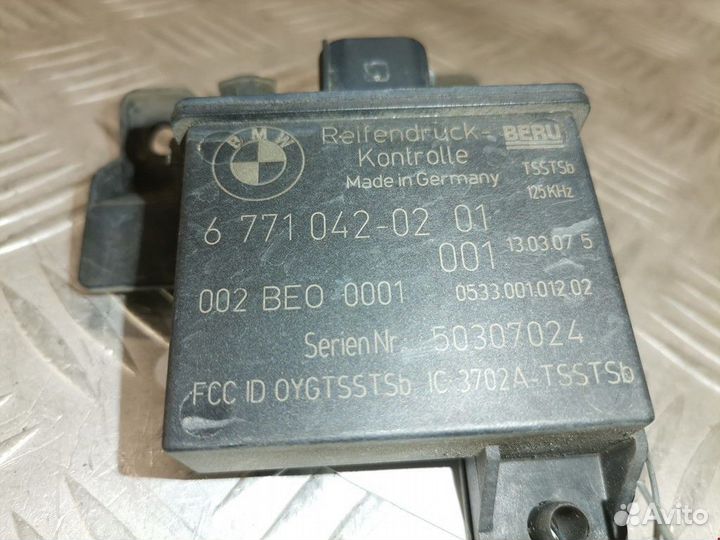 BMW
Reifendruck-
Kontrolle
Made in Germany
BERU
TSSTSb
125KHz
6 771 042-02 01
001 13.03.07 5
002 BEO 0001 0533.001.012 02
Serien Nr: 50307024
FCC ID OYGTSSTSb IC 3702A-TSSTSb
Avito